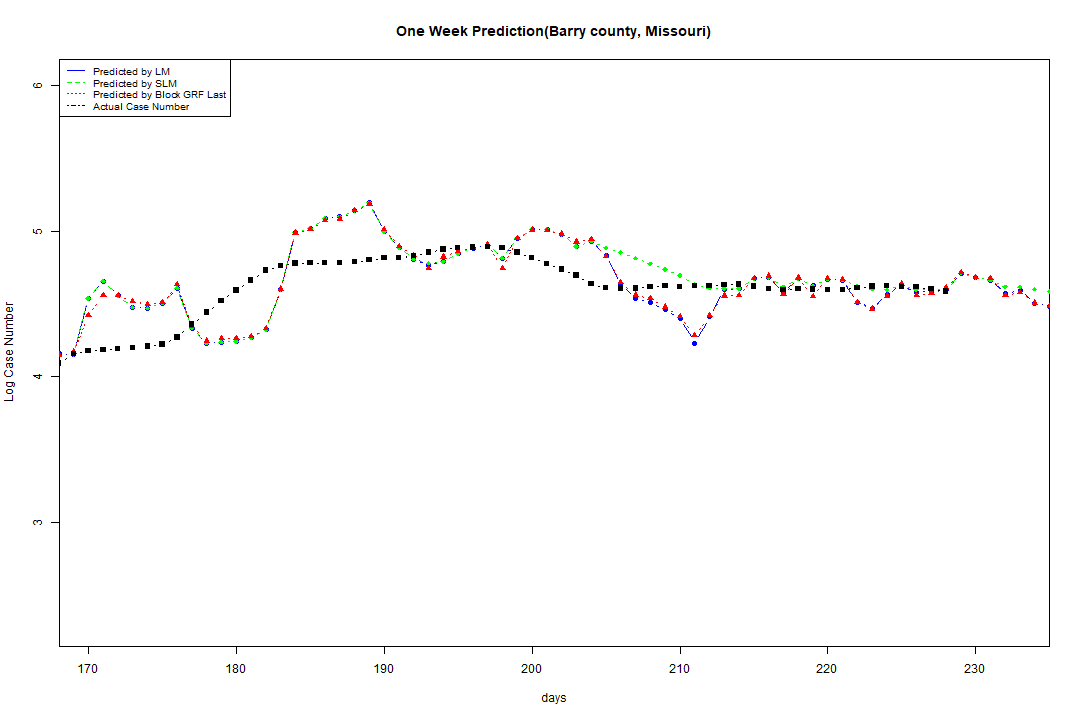 One Week Prediction(Barry county, Missouri)
Predicted by LM
Predicted by SLM
Predicted by Block GRF Last
Actual Case Number
6
5
4
3
Log Case Number
170 180 190 200 210 220 230
days